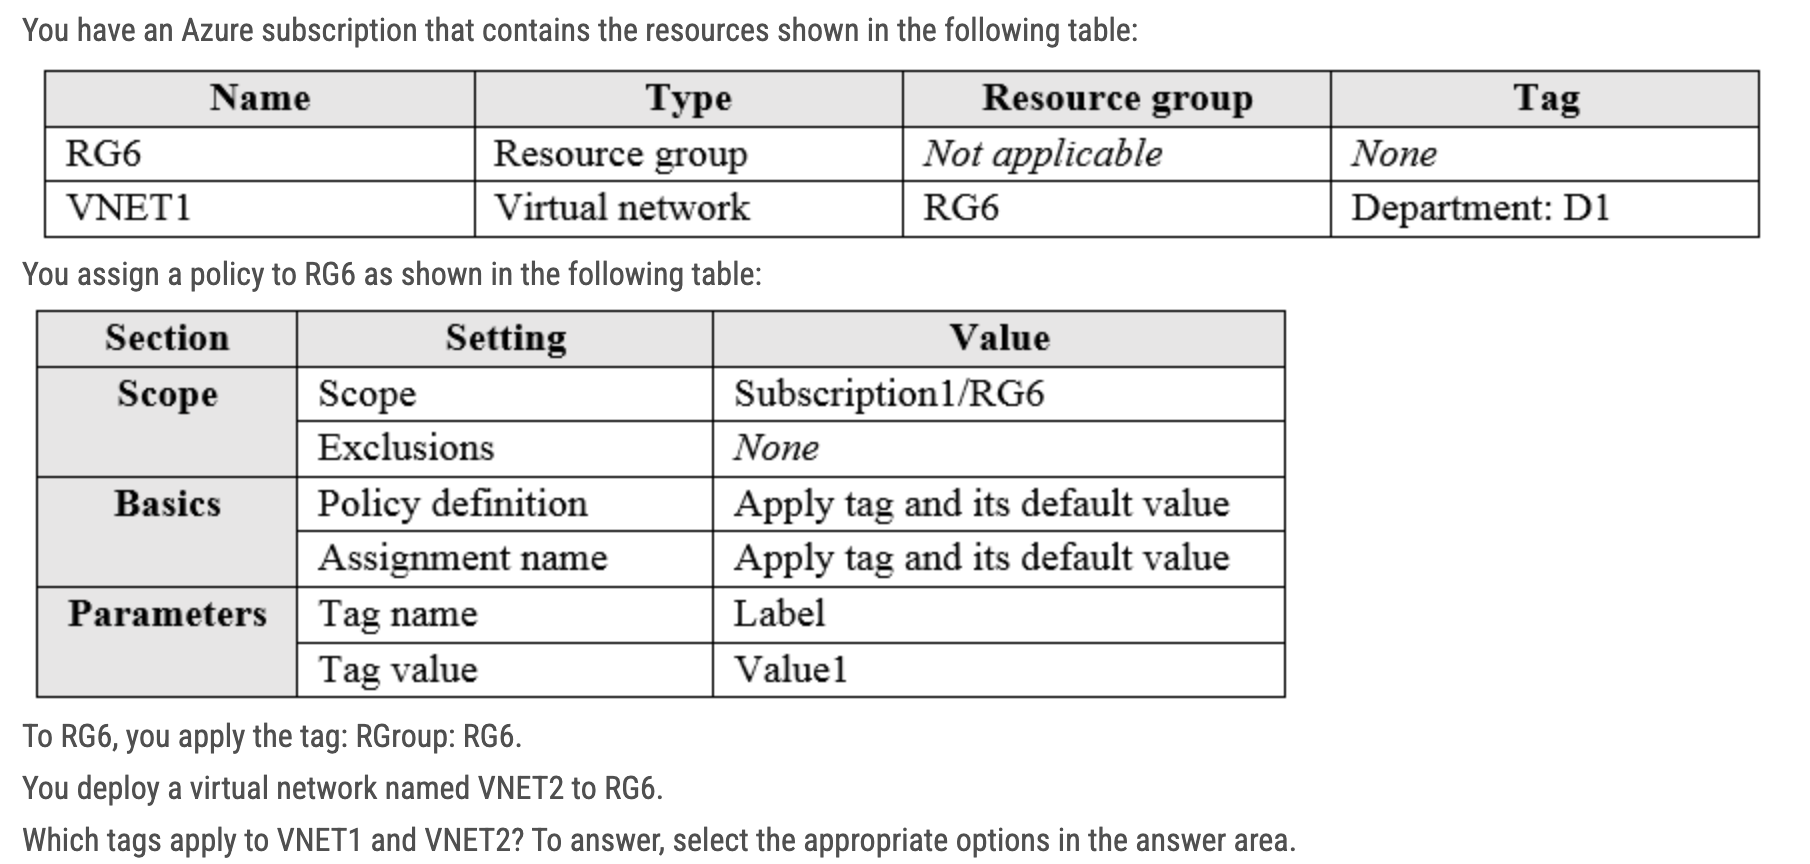 You have an Azure subscription that contains the resources shown in the following table:
Name Type Resource group Tag
RG6 Resource group Not applicable None
VNET1 Virtual network RG6 Department: D1
You assign a policy to RG6 as shown in the following table:
Section Setting Value
Scope Scope Subscription1/RG6
Exclusions None
Basics Policy definition Apply tag and its default value
Assignment name Apply tag and its default value
Parameters Tag name Label
Tag value Value1
To RG6, you apply the tag: RGroup: RG6.
You deploy a virtual network named VNET2 to RG6.
Which tags apply to VNET1 and VNET2? To answer, select the appropriate options in the answer area.